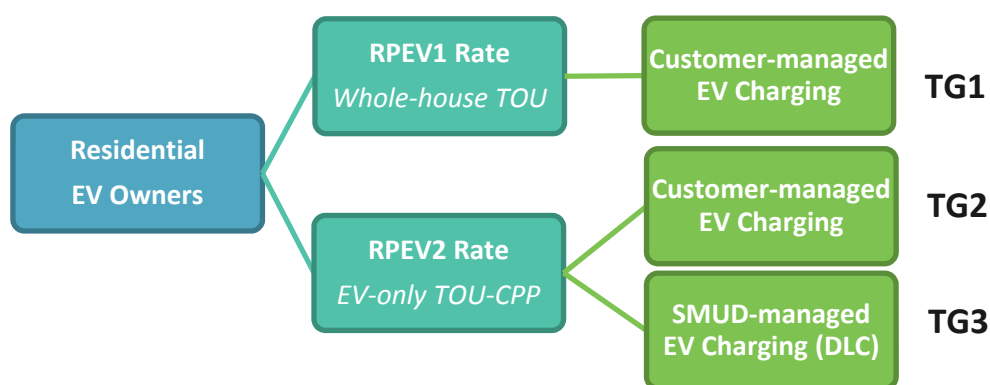 Residential
EV Owners
RPEV1 Rate
Whole-house TOU
RPEV2 Rate
EV-only TOU-CPP
Customer-managed
EV Charging
TG1
Customer-managed
EV Charging
TG2
SMUD-managed
EV Charging (DLC)
TG3